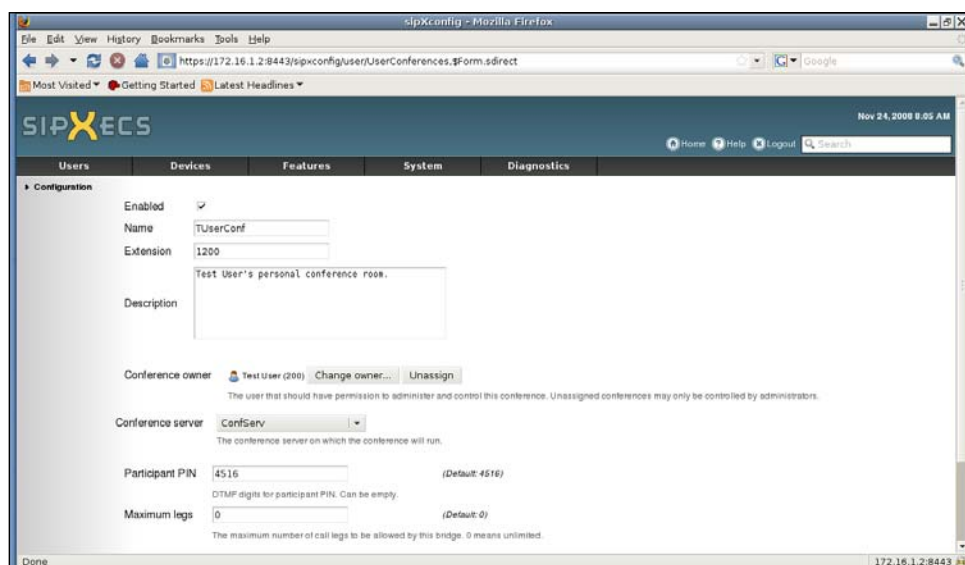 sipXconfig - Mozilla Firefox
File Edit View History Bookmarks Tools Help
https://172.16.1.2:8443/sipxconfig/user/UserConferences.$Form.sdirect
Google
Most Visited Getting Started Latest Headlines
SIPXECS
Nov 24, 2008 8:05 AM
Home Help Logout Search
Users Devices Features System Diagnostics
Configuration
Enabled
Name TUserConf
Extension 1200
Test User's personal conference room.
Description
Conference owner Test User (200) Change owner... Unassign
The user that should have permission to administer and control this conference. Unassigned conferences may only be controlled by administrators.
Conference server ConfServ
The conference server on which the conference will run.
Participant PIN 4516 (Default: 4516)
DTMF digits for participant PIN. Can be empty.
Maximum legs 0 (Default: 0)
The maximum number of call legs to be allowed by this bridge. 0 means unlimited.
Done 172.16.1.2:8443